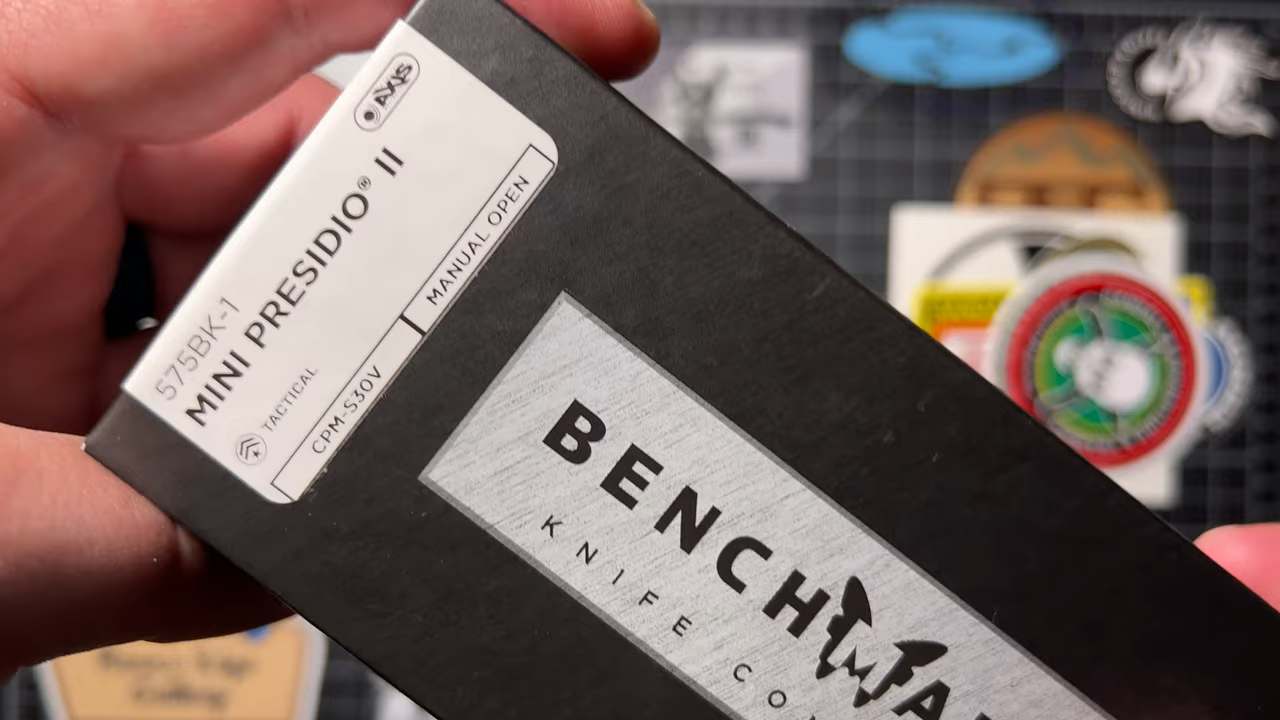 AXIS
575BK-1
MINI PRESIDIO® II
TACTICAL
CPM-S30V
MANUAL OPEN
BENCHMA
KNIFE CO